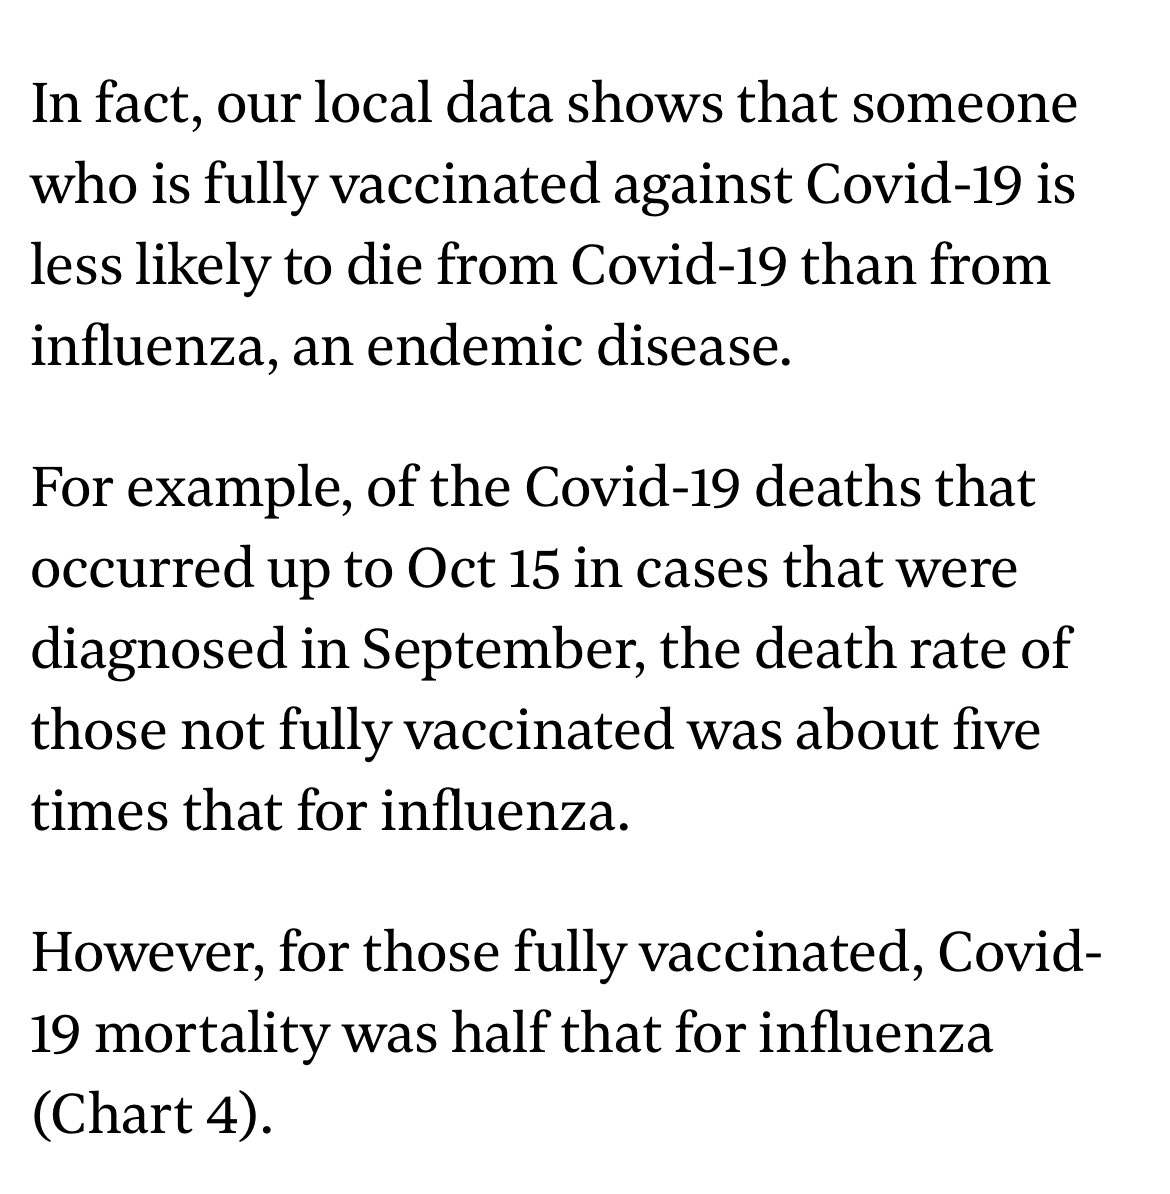 In fact, our local data shows that someone
who is fully vaccinated against Covid-19 is
less likely to die from Covid-19 than from
influenza, an endemic disease.
For example, of the Covid-19 deaths that
occurred up to Oct 15 in cases that were
diagnosed in September, the death rate of
those not fully vaccinated was about five
times that for influenza.
However, for those fully vaccinated, Covid-
19 mortality was half that for influenza
(Chart 4).